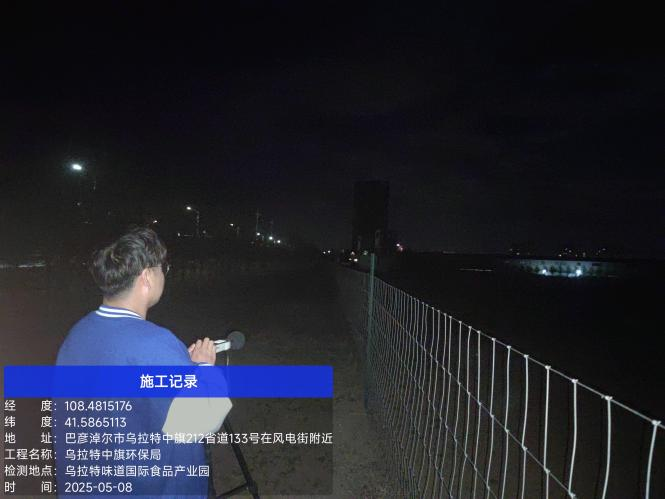 施工记录
经 度：108.4815176
纬 度：41.5865113
地 址：巴彦淖尔市乌拉特中旗212省道133号在风电街附近
工程名称：乌拉特中旗环保局
检测地点：乌拉特味道国际食品产业园
时 间：2025-05-08